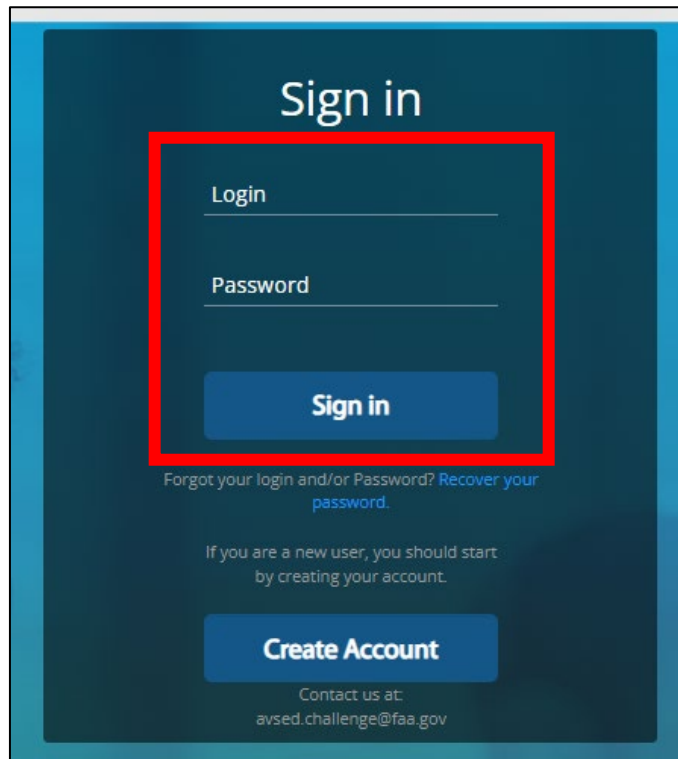 Sign in
Login
Password
Sign in
Forgot your login and/or Password? Recover your
password.
If you are a new user, you should start
by creating your account.
Create Account
Contact us at:
avsed.challenge@faa.gov